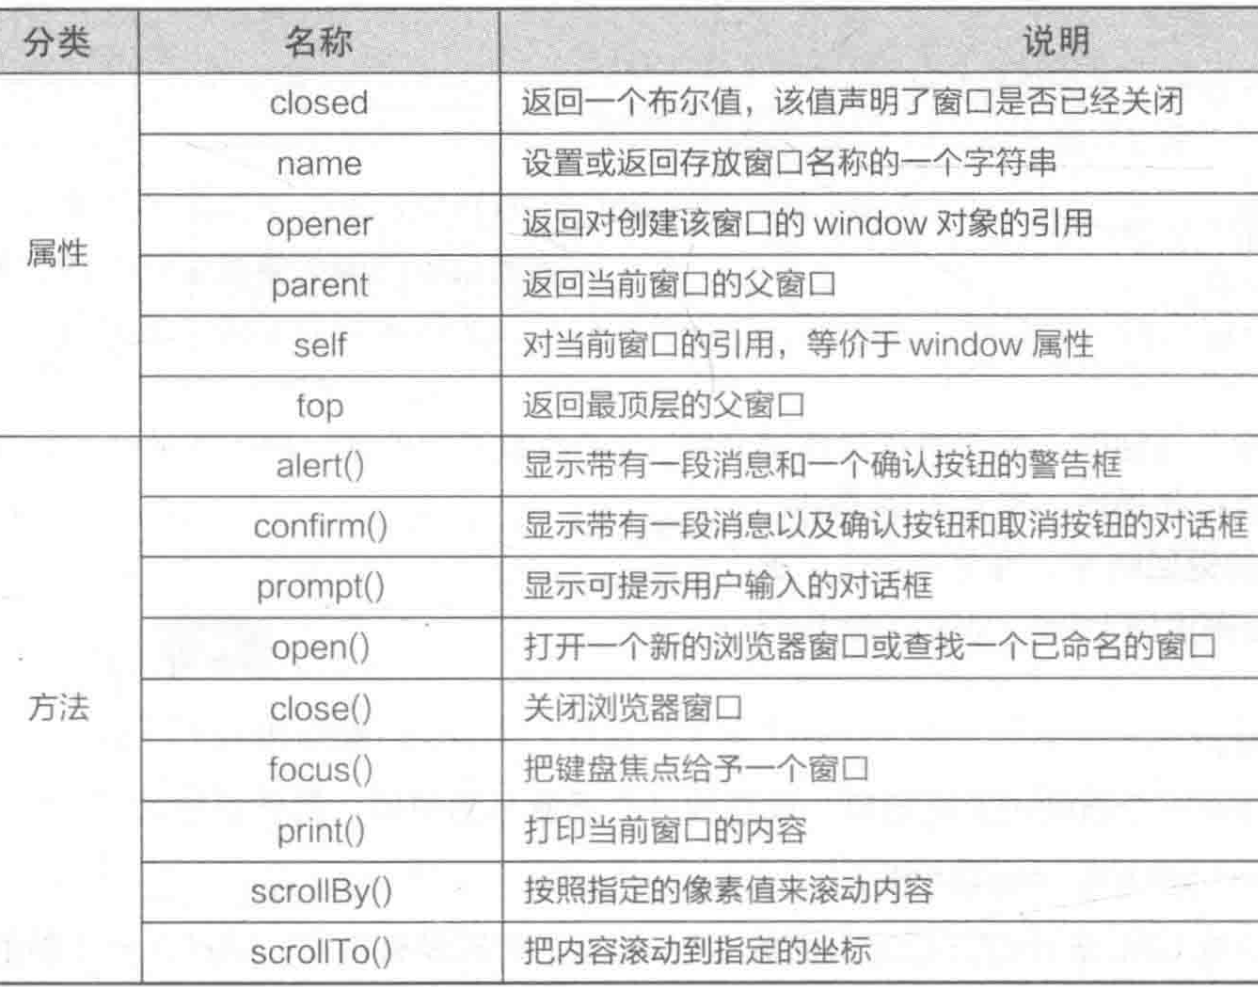 分类 名称 说明
属性
closed 返回一个布尔值，该值声明了窗口是否已经关闭
name 设置或返回存放窗口名称的一个字符串
opener 返回对创建该窗口的 window 对象的引用
parent 返回当前窗口的父窗口
self 对当前窗口的引用，等价于 window 属性
top 返回最顶层的父窗口
方法
alert() 显示带有一段消息和一个确认按钮的警告框
confirm() 显示带有一段消息以及确认按钮和取消按钮的对话框
prompt() 显示可提示用户输入的对话框
open() 打开一个新的浏览器窗口或查找一个已命名的窗口
close() 关闭浏览器窗口
focus() 把键盘焦点给予一个窗口
print() 打印当前窗口的内容
scrollBy() 按照指定的像素值来滚动内容
scrollTo() 把内容滚动到指定的坐标